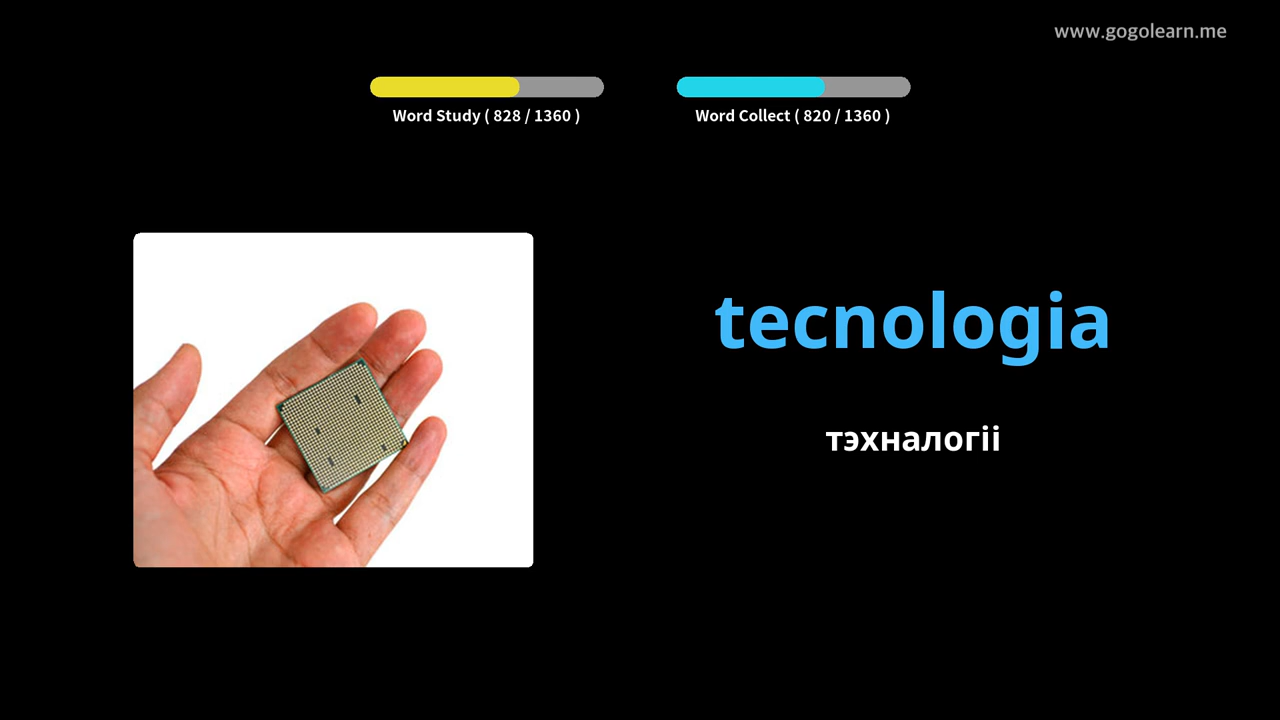 www.gogolearn.me
Word Study ( 828 / 1360 )
Word Collect ( 820 / 1360 )
tecnologia
тэхналогіі